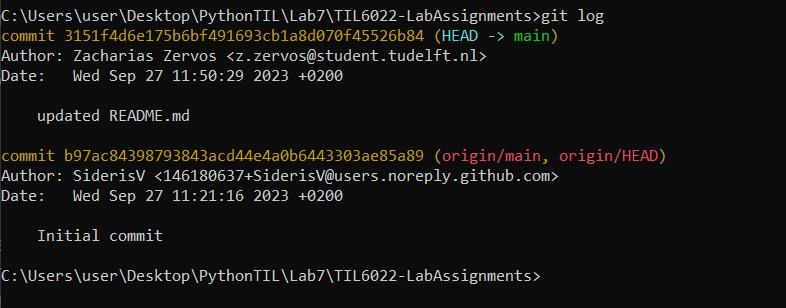 C:\Users\user\Desktop\PythonTIL\Lab7\TIL6022-LabAssignments>git log
commit 3151f4d6e175b6bf491693cb1a8d070f45526b84 (HEAD -> main)
Author: Zacharias Zervos <z.zervos@student.tudelft.nl>
Date:   Wed Sep 27 11:50:29 2023 +0200
    updated README.md
commit b97ac84398793843acd44e4a0b6443303ae85a89 (origin/main, origin/HEAD)
Author: SiderisV <146180637+SiderisV@users.noreply.github.com>
Date:   Wed Sep 27 11:21:16 2023 +0200
    Initial commit
C:\Users\user\Desktop\PythonTIL\Lab7\TIL6022-LabAssignments>